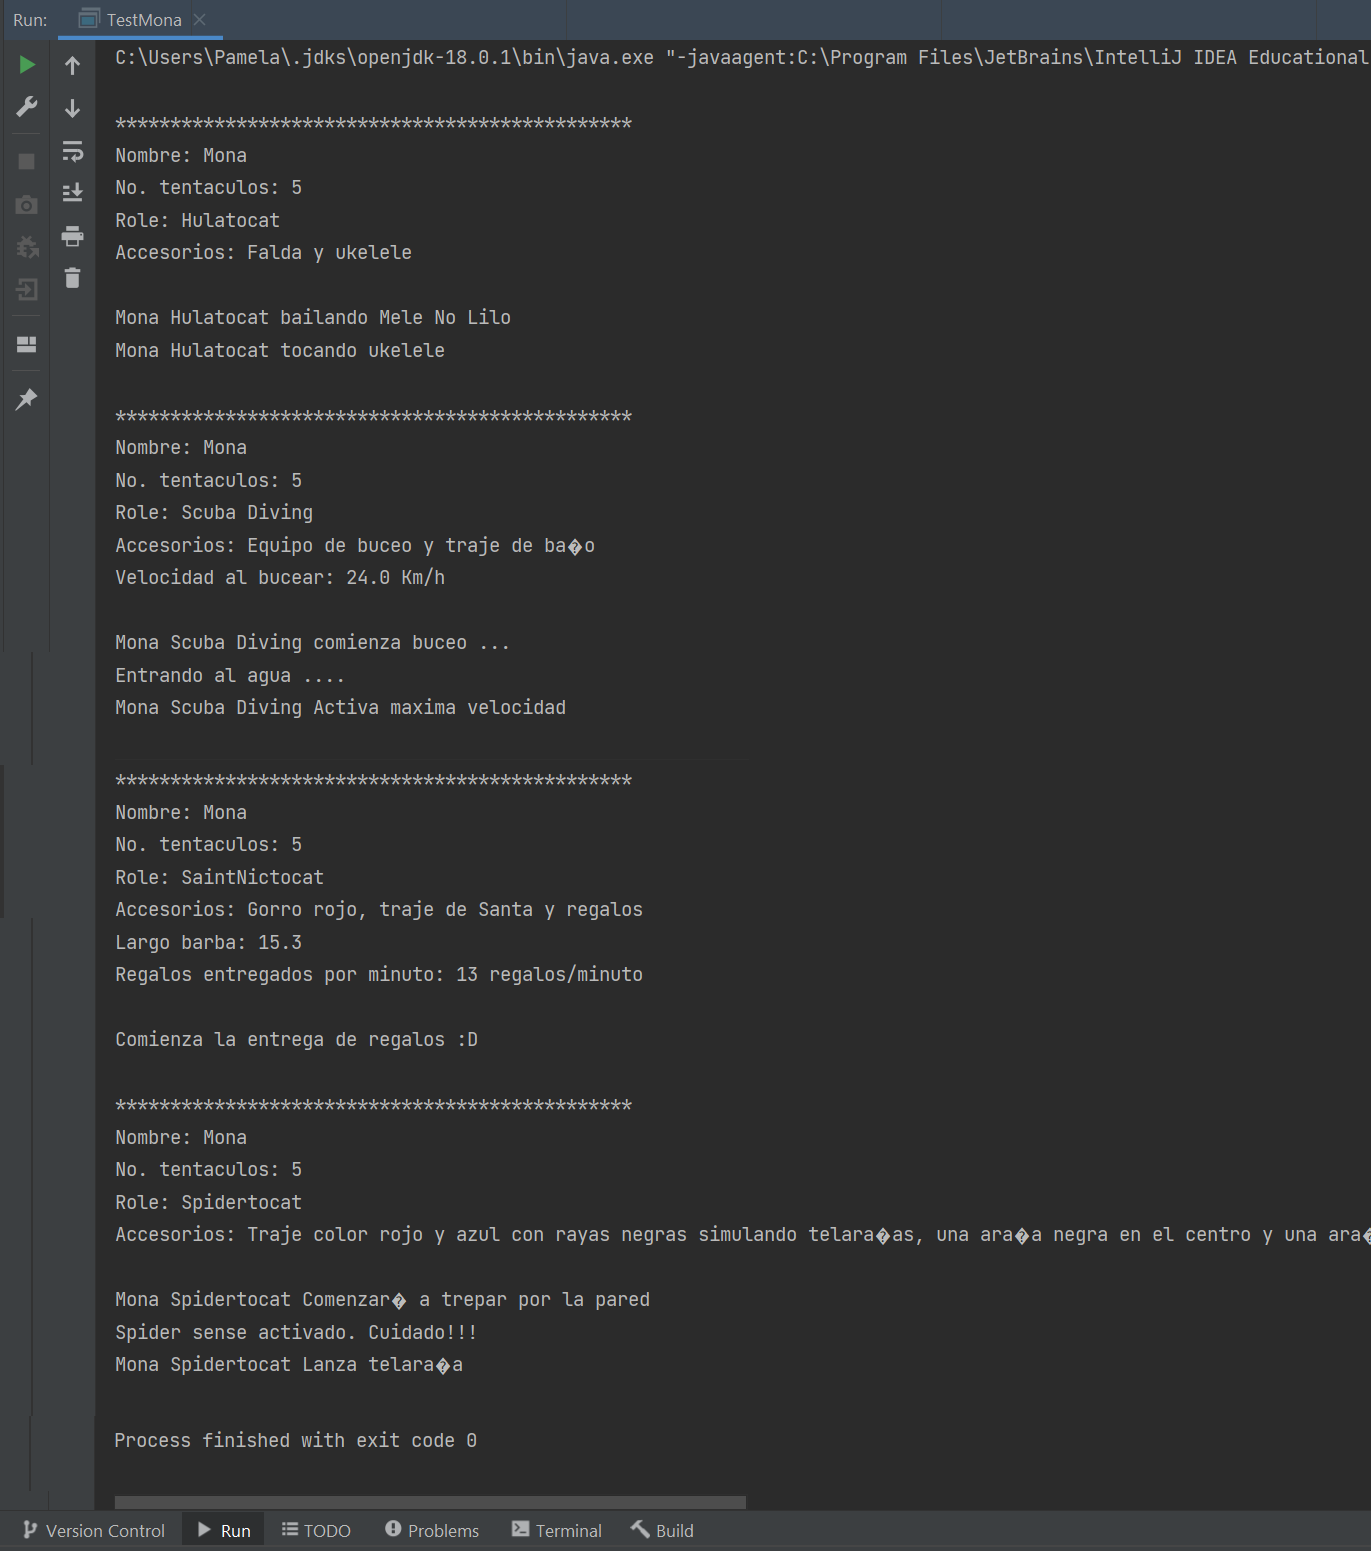 Run: TestMona
C:\Users\Pamela\.jdks\openjdk-18.0.1\bin\java.exe "-javaagent:C:\Program Files\JetBrains\IntelliJ IDEA Educational
***********************************************
Nombre: Mona
No. tentaculos: 5
Role: Hulatocat
Accesorios: Falda y ukelele
Mona Hulatocat bailando Mele No Lilo
Mona Hulatocat tocando ukelele
***********************************************
Nombre: Mona
No. tentaculos: 5
Role: Scuba Diving
Accesorios: Equipo de buceo y traje de ba�o
Velocidad al bucear: 24.0 Km/h
Mona Scuba Diving comienza buceo ...
Entrando al agua ....
Mona Scuba Diving Activa maxima velocidad
***********************************************
Nombre: Mona
No. tentaculos: 5
Role: SaintNictocat
Accesorios: Gorro rojo, traje de Santa y regalos
Largo barba: 15.3
Regalos entregados por minuto: 13 regalos/minuto
Comienza la entrega de regalos :D
***********************************************
Nombre: Mona
No. tentaculos: 5
Role: Spidertocat
Accesorios: Traje color rojo y azul con rayas negras simulando telara�as, una ara�a negra en el centro y una ara�
Mona Spidertocat Comenzar� a trepar por la pared
Spider sense activado. Cuidado!!!
Mona Spidertocat Lanza telara�a
Process finished with exit code 0
Version Control Run TODO Problems Terminal Build